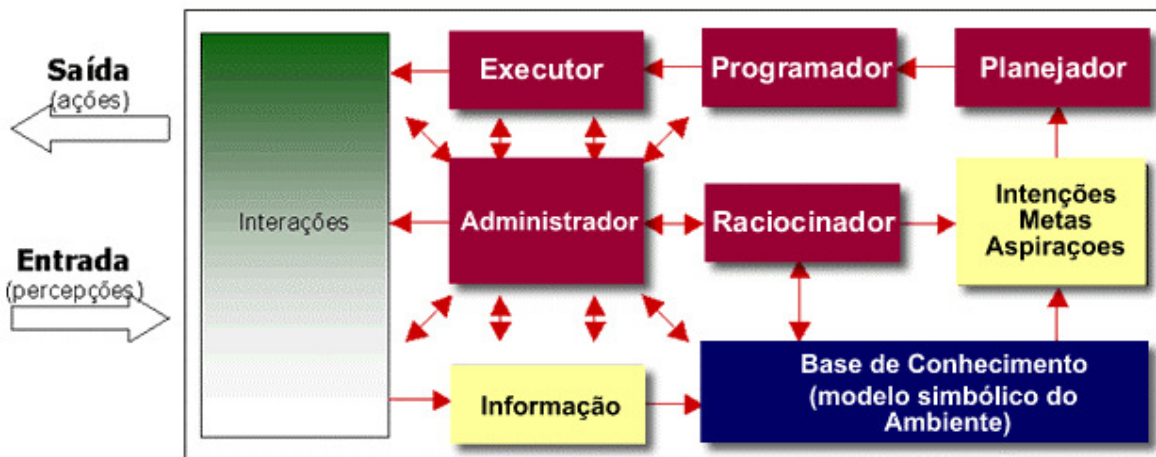 Saída
(ações)
Entrada
(percepções)
Interações
Executor
Programador
Planejador
Administrador
Raciocinador
Intenções
Metas
Aspiraçoes
Informação
Base de Conhecimento
(modelo simbólico do
Ambiente)